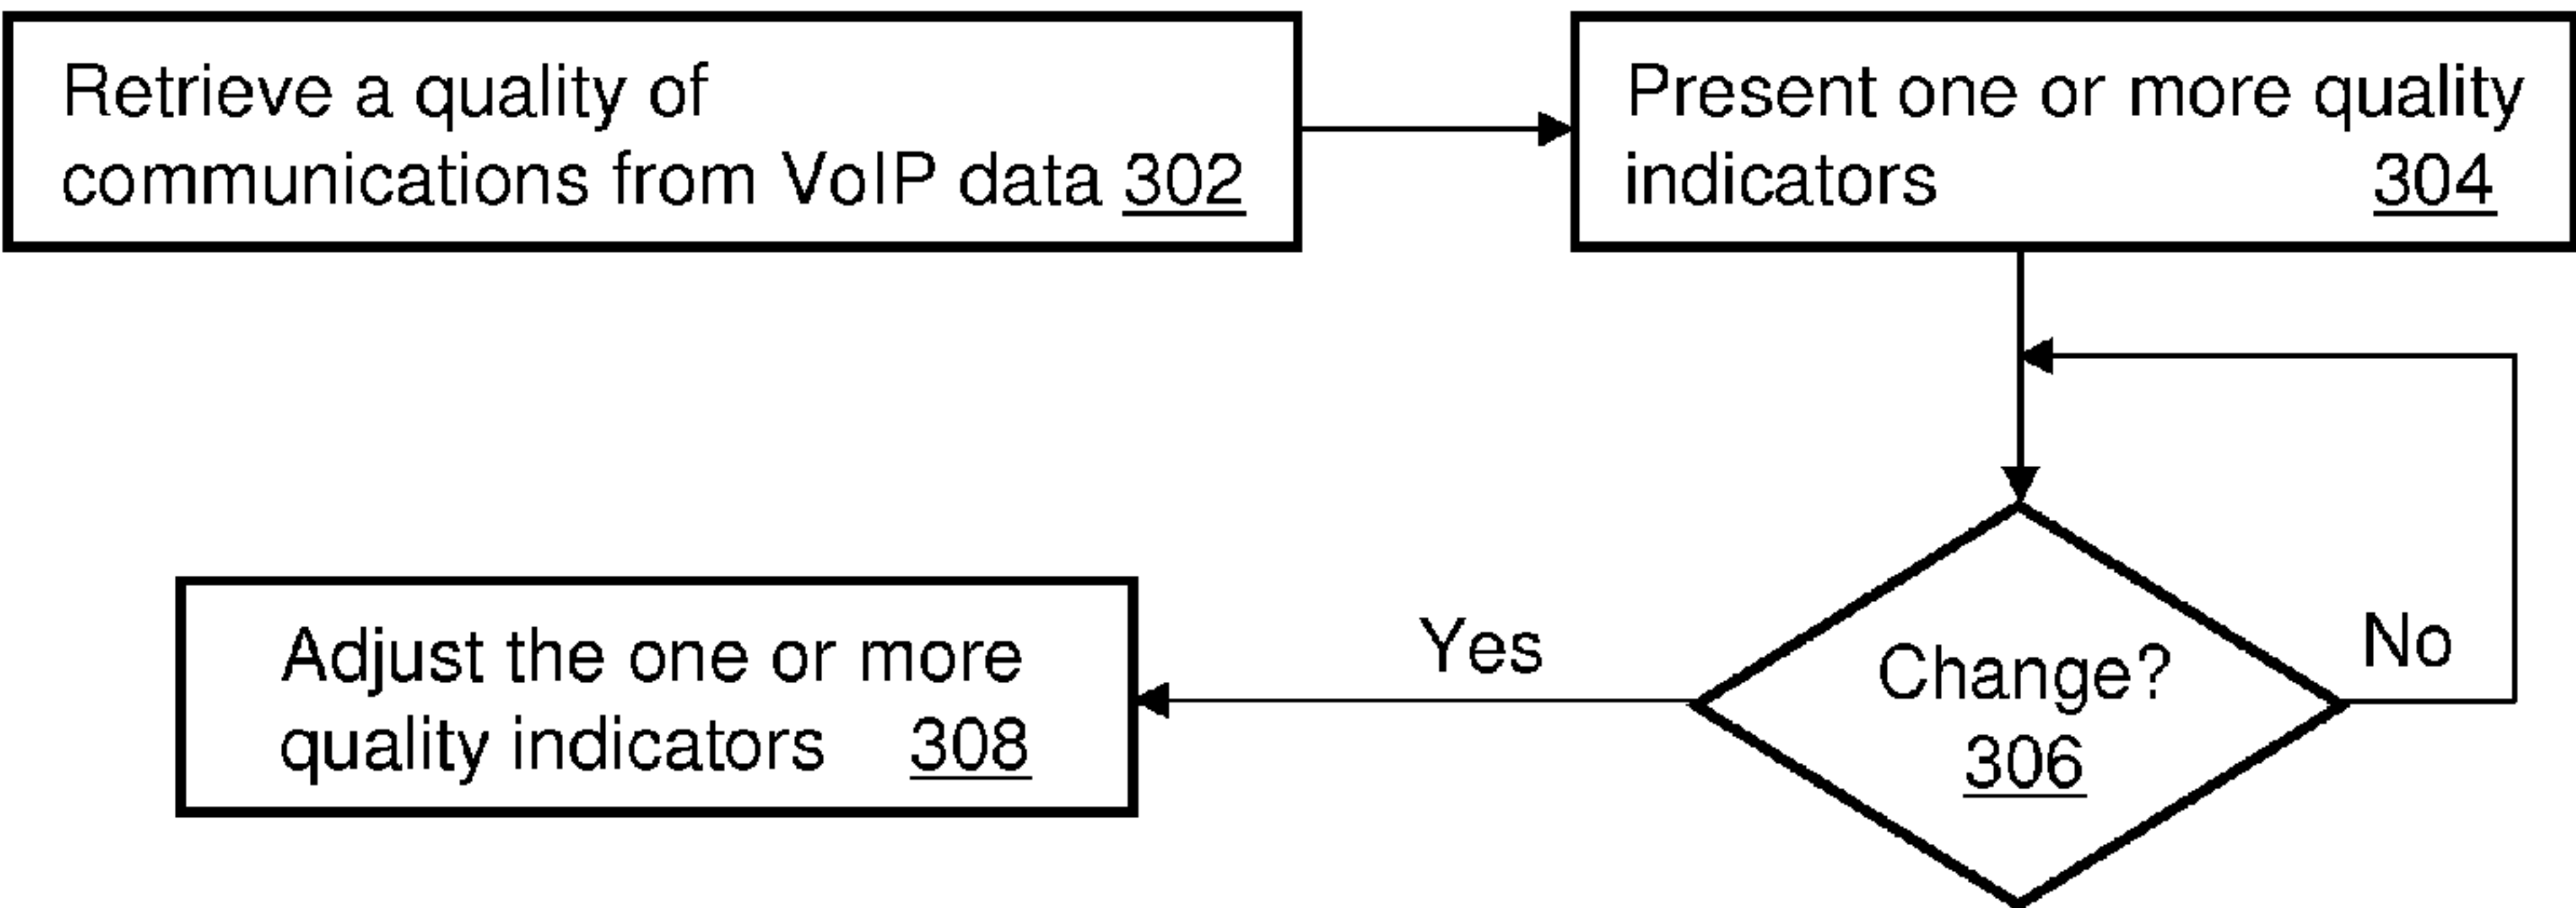 Retrieve a quality of
communications from VoIP data 302
Present one or more quality
indicators 304
Change?
306
No
Yes
Adjust the one or more
quality indicators 308